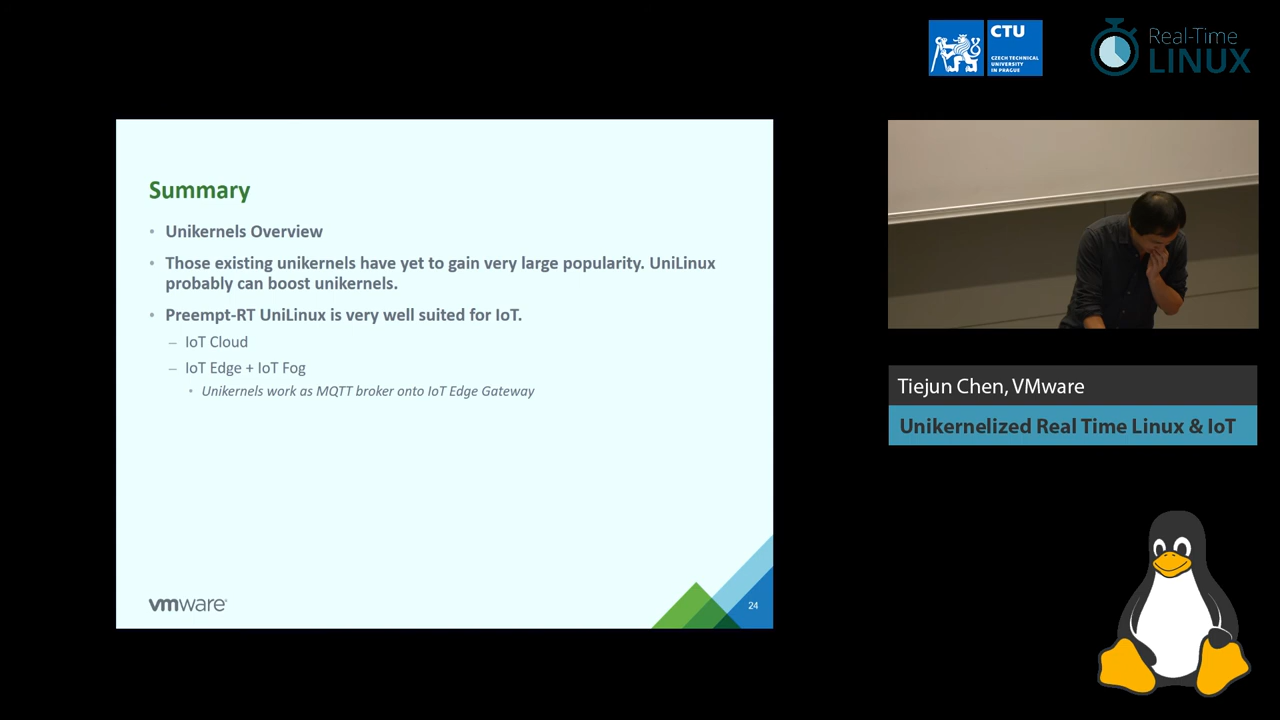 CTU
CZECH TECHNICAL
UNIVERSITY
IN PRAGUE
Real-Time
LINUX
Summary
• Unikernels Overview
• Those existing unikernels have yet to gain very large popularity. UniLinux
probably can boost unikernels.
• Preempt-RT UniLinux is very well suited for IoT.
– IoT Cloud
– IoT Edge + IoT Fog
• Unikernels work as MQTT broker onto IoT Edge Gateway
vmware
24
Tiejun Chen, VMware
Unikernelized Real Time Linux & IoT